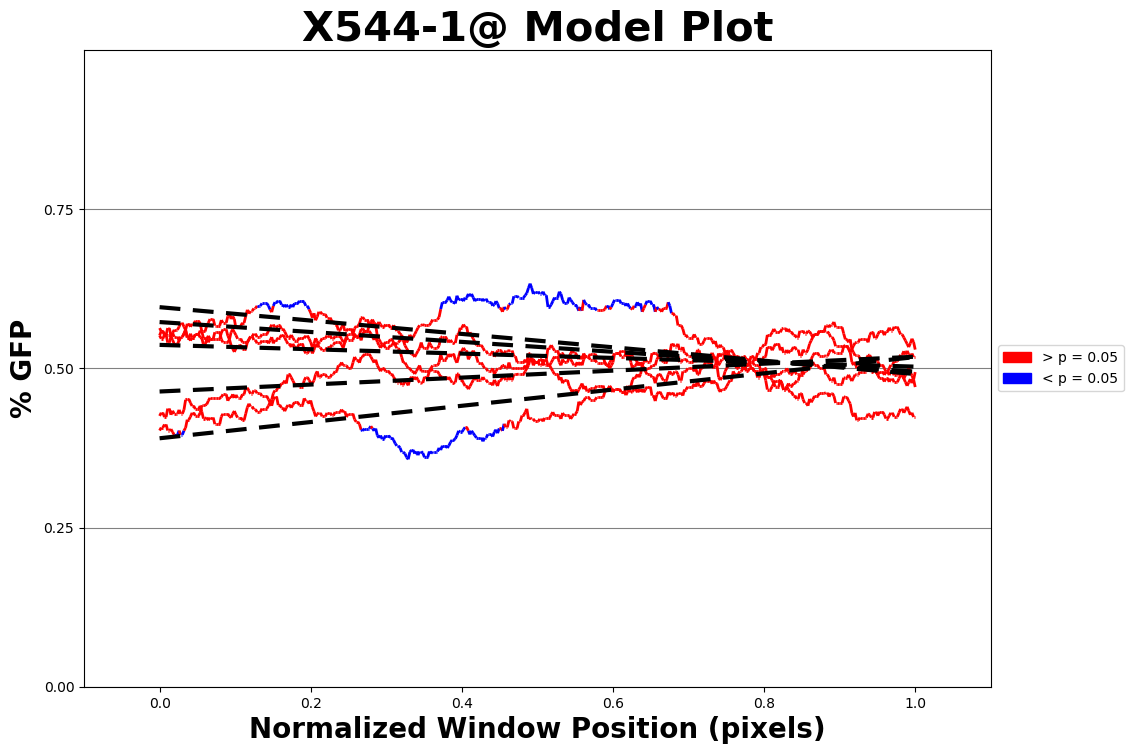 X544-1@ Model Plot
% GFP
0.75
0.50
0.25
0.00
0.0 0.2 0.4 0.6 0.8 1.0
Normalized Window Position (pixels)
> p = 0.05
< p = 0.05